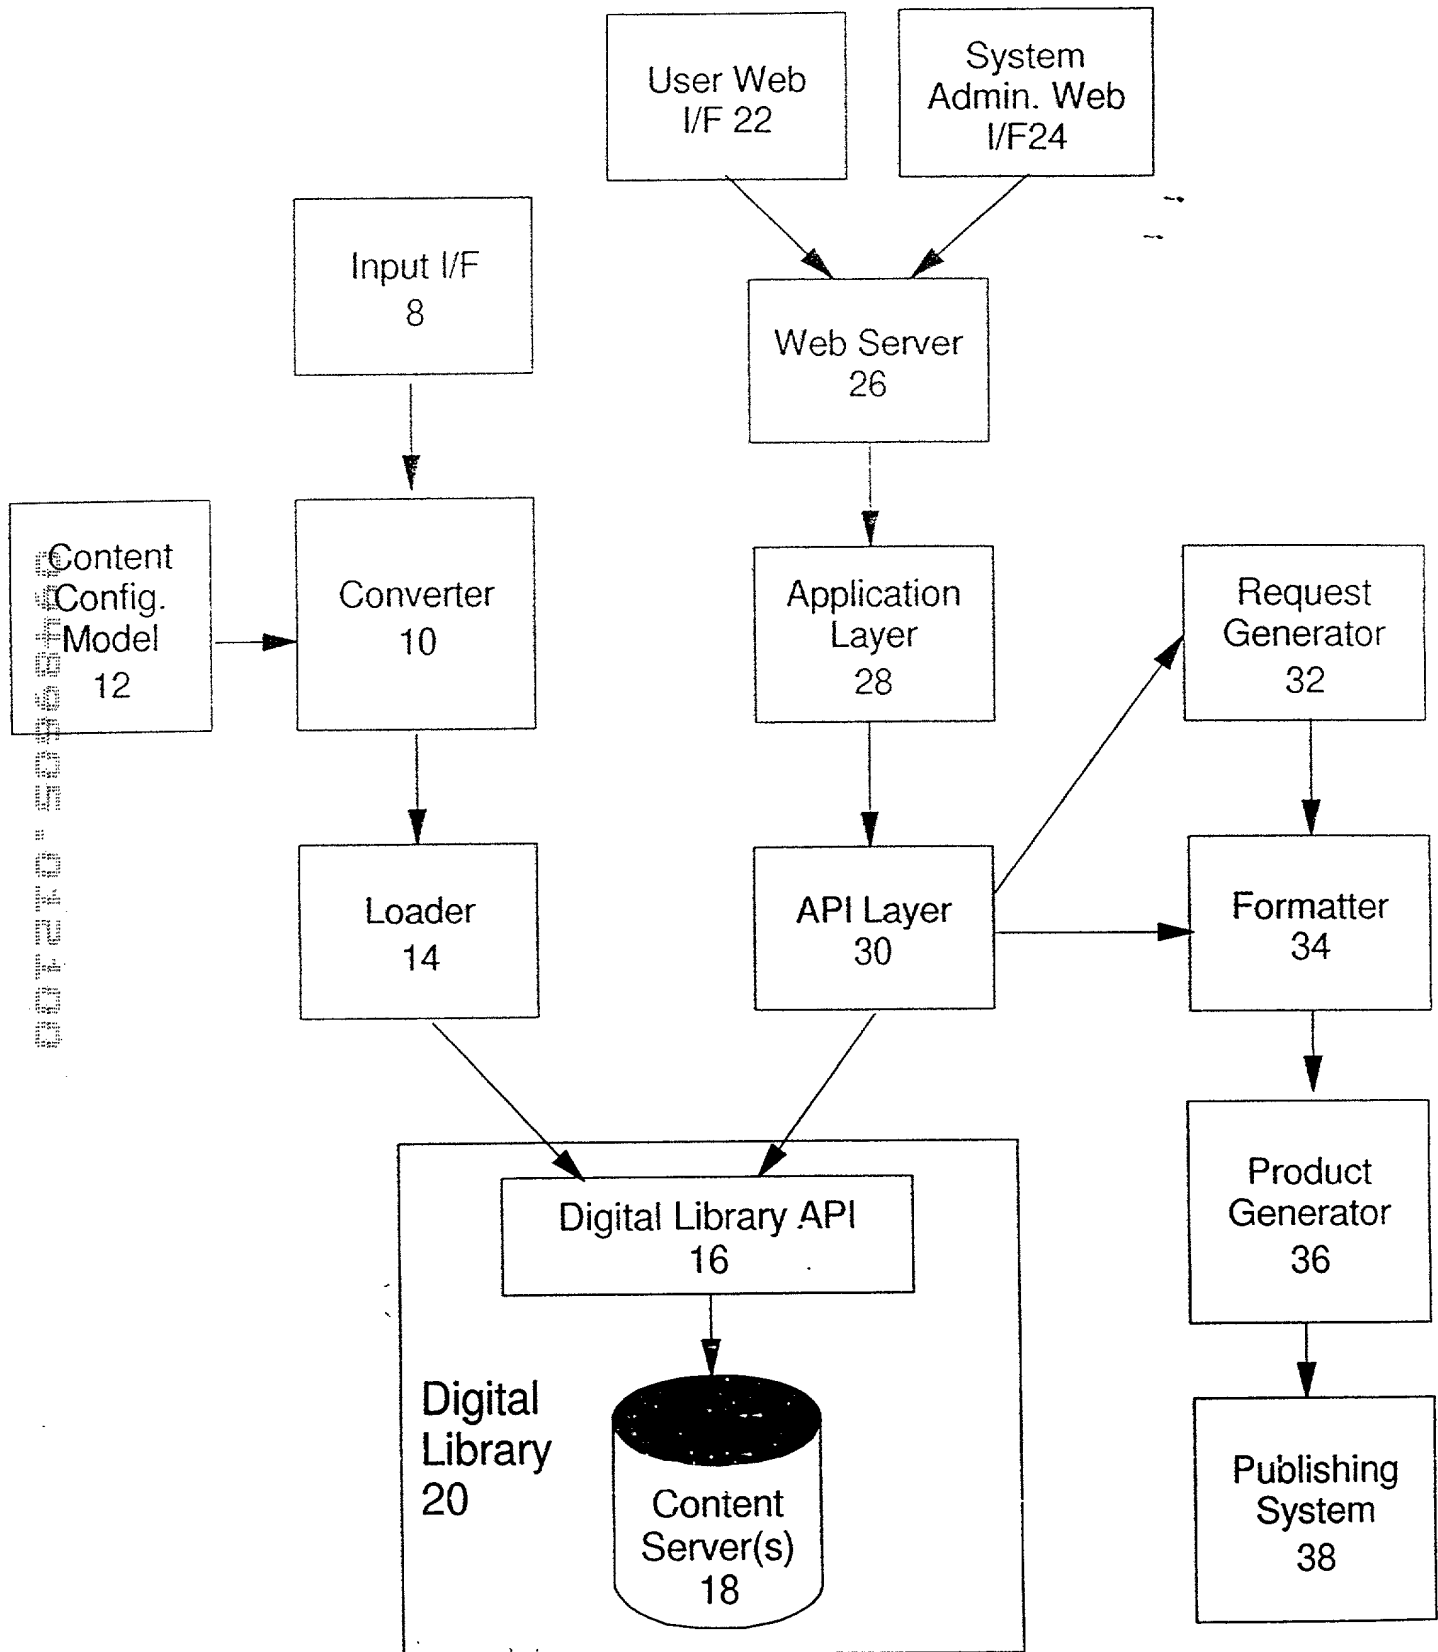 User Web
I/F 22
System
Admin. Web
I/F24
Input I/F
8
Web Server
26
Content
Config.
Model
12
Converter
10
Application
Layer
28
Request
Generator
32
Loader
14
API Layer
30
Formatter
34
Digital Library API
16
Product
Generator
36
Digital
Library
20
Content
Server(s)
18
Publishing
System
38